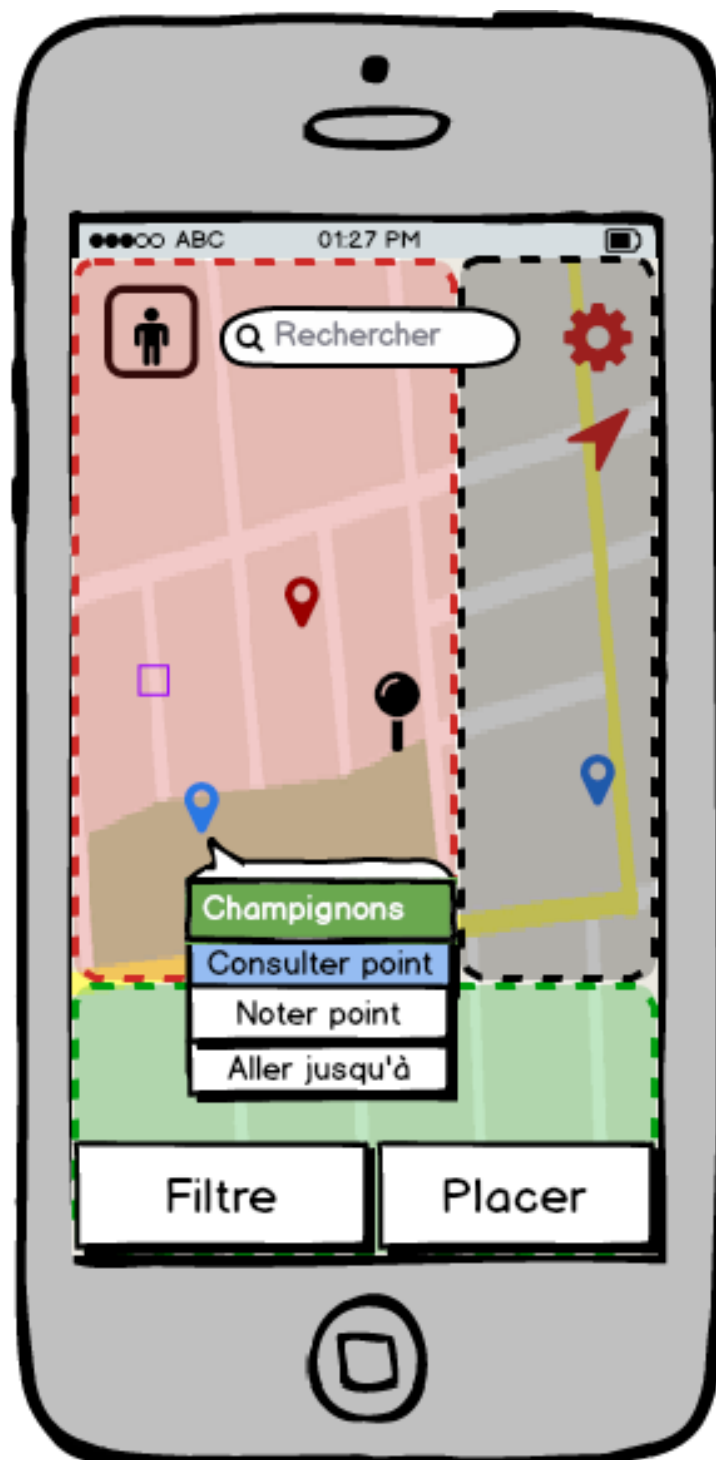 ABC 01:27 PM
Rechercher
Champignons
Consulter point
Noter point
Aller jusqu'à
Filtre
Placer